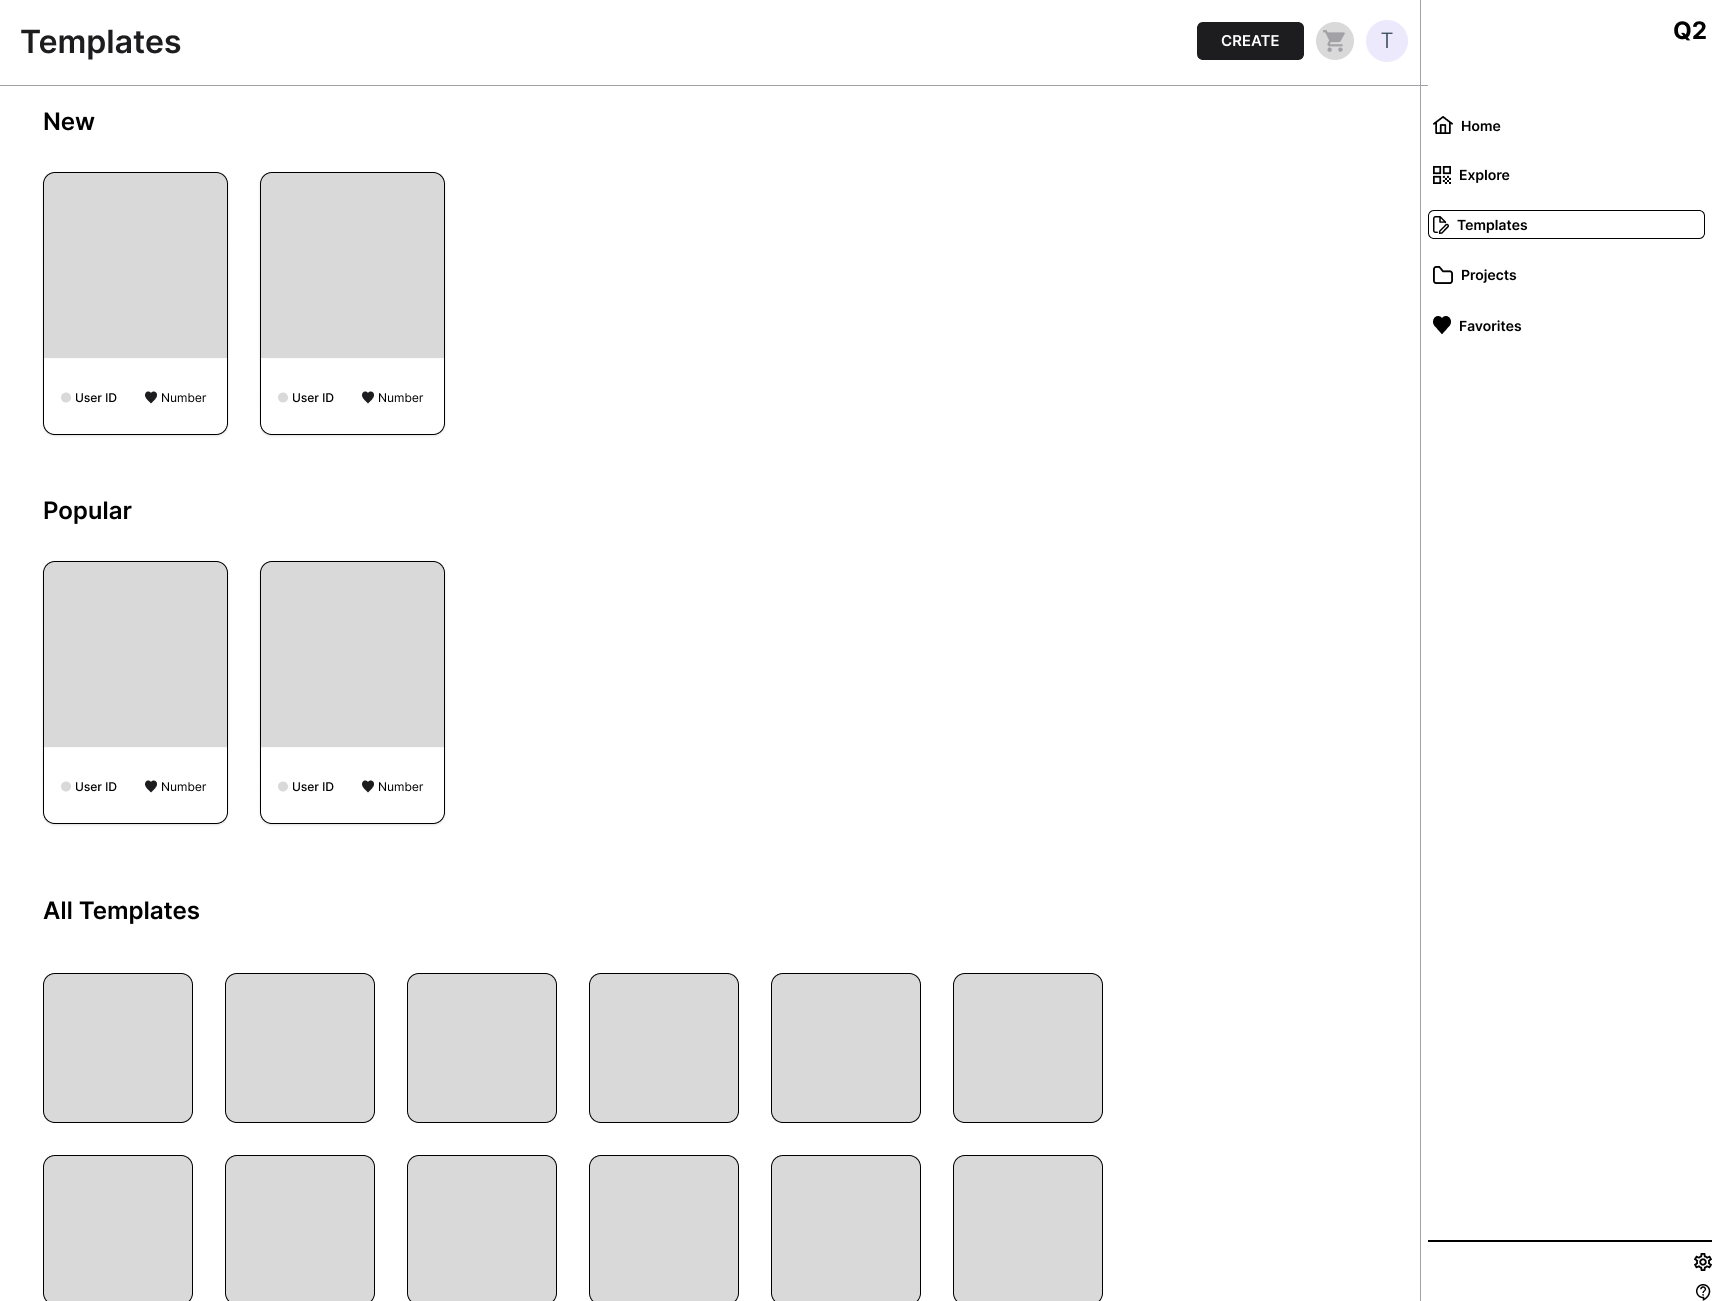 Templates
CREATE
T
New
User ID
Number
User ID
Number
Popular
User ID
Number
User ID
Number
All Templates
Q2
Home
Explore
Templates
Projects
Favorites